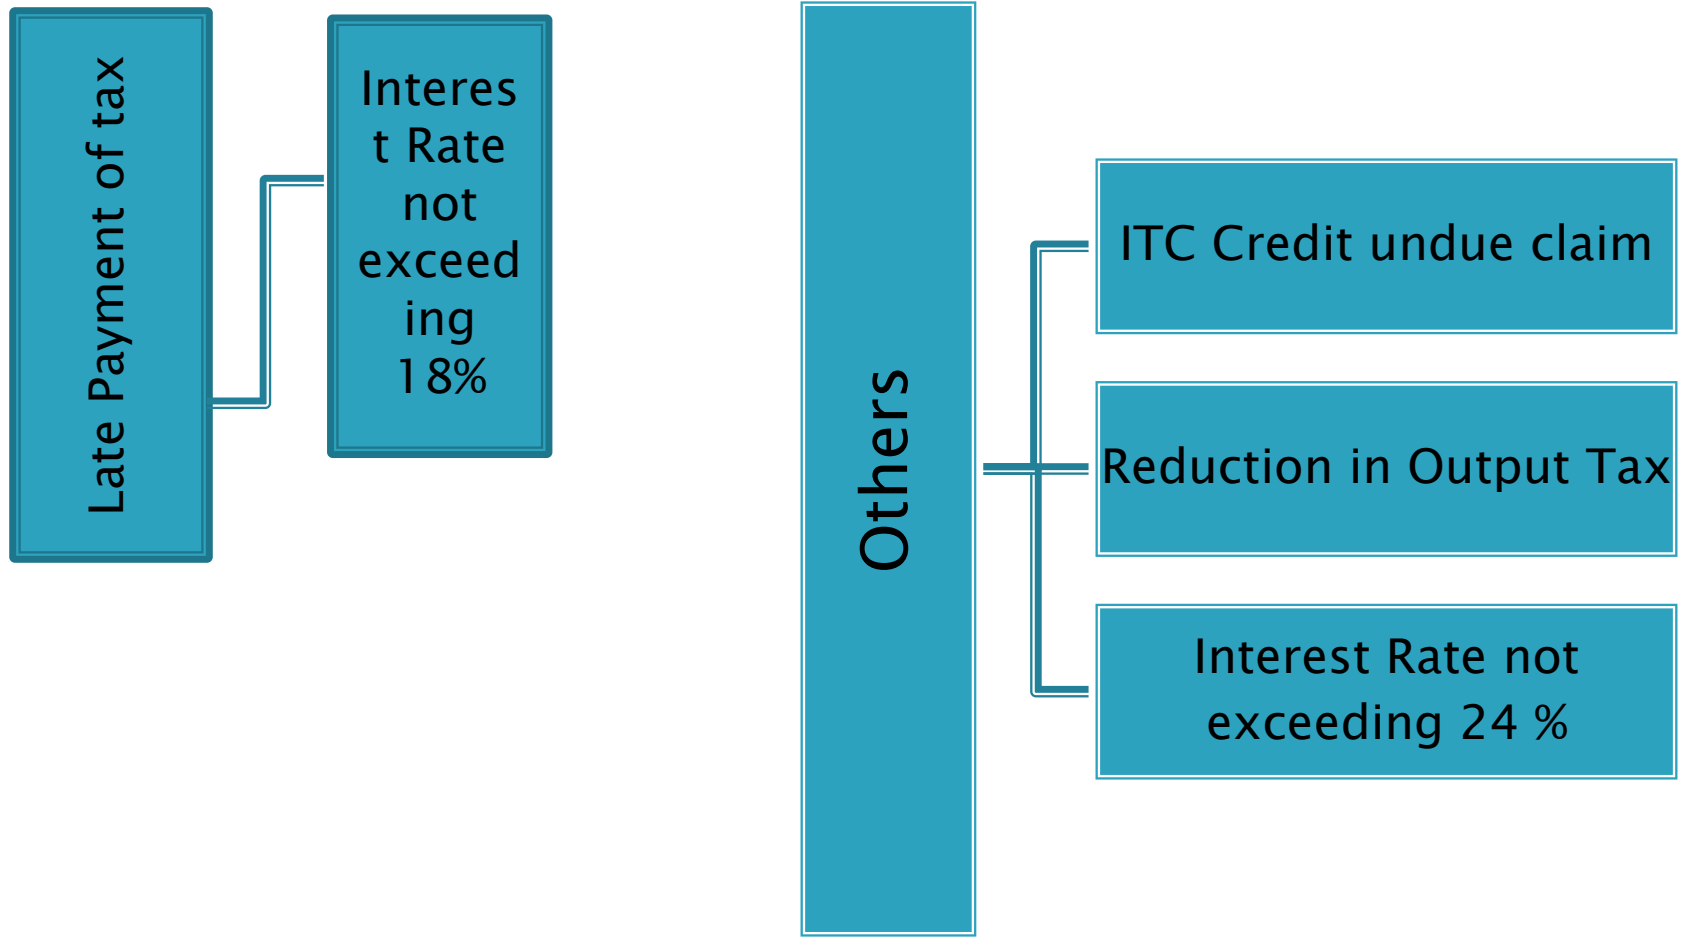 Late Payment of tax
Interes
t Rate
not
exceed
ing
18%
Others
ITC Credit undue claim
Reduction in Output Tax
Interest Rate not
exceeding 24 %